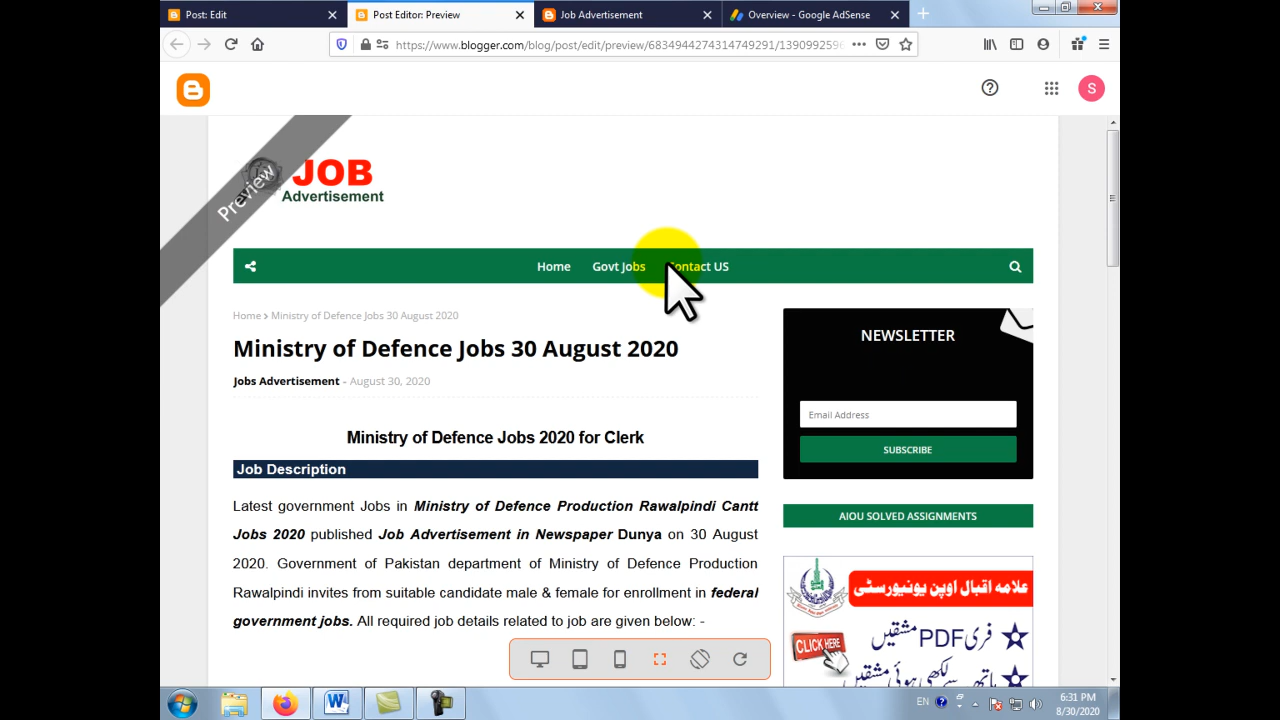 Post: Edit
Post Editor: Preview
Job Advertisement
Overview - Google AdSense
https://www.blogger.com/blog/post/edit/preview/6834944274314749291/139099259
S
Preview
JOB
Advertisement
Home
Govt Jobs
Contact US
Home
Ministry of Defence Jobs 30 August 2020
Ministry of Defence Jobs 30 August 2020
Jobs Advertisement - August 30, 2020
Ministry of Defence Jobs 2020 for Clerk
Job Description
Latest government Jobs in Ministry of Defence Production Rawalpindi Cantt
Jobs 2020 published Job Advertisement in Newspaper Dunya on 30 August
2020. Government of Pakistan department of Ministry of Defence Production
Rawalpindi invites from suitable candidate male & female for enrollment in federal
government jobs. All required job details related to job are given below: -
NEWSLETTER
Email Address
SUBSCRIBE
AIOU SOLVED ASSIGNMENTS
علامہ اقبال اوپن یونیورسٹی
فری PDF مشقیں
CLICK HERE
ہاتھ سے لکھی ہوئی مشقیں
EN
6:31 PM
8/30/2020